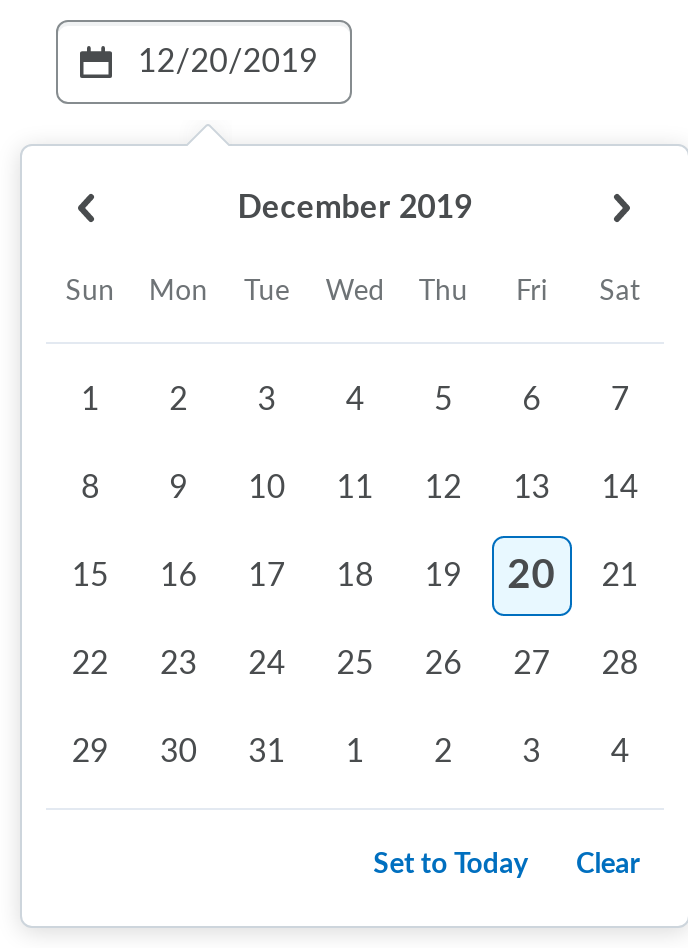 12/20/2019
December 2019
Sun Mon Tue Wed Thu Fri Sat
1 2 3 4 5 6 7
8 9 10 11 12 13 14
15 16 17 18 19 20 21
22 23 24 25 26 27 28
29 30 31 1 2 3 4
Set to Today Clear